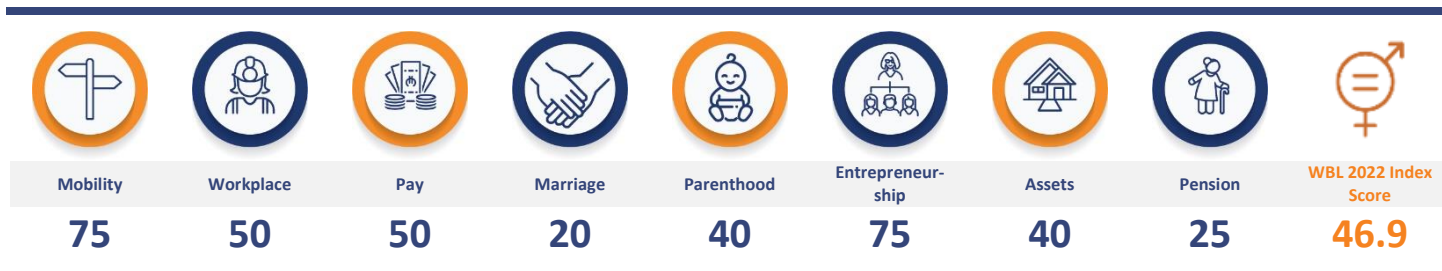 Mobility
Workplace
Pay
Marriage
Parenthood
Entrepreneur-
ship
Assets
Pension
WBL 2022 Index
Score
75
50
50
20
40
75
40
25
46.9